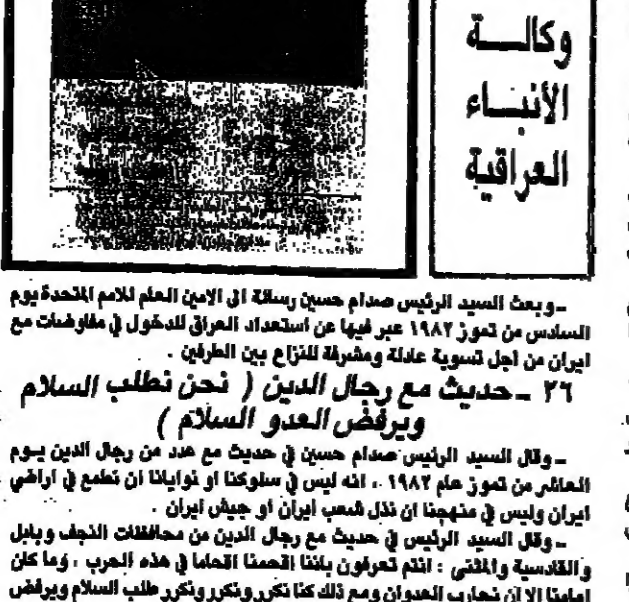 وكالـــة
الأنبـــاء
العراقية
ـ وبعث السيد الرئيس صدام حسين رسالة الى الامين العام للامم المتحدة يوم
السادس من تموز ١٩٨٢ عبر فيها عن استعداد العراق للدخول في مفاوضات مع
ايران من اجل تسوية عادلة ومشرفة للنزاع بين الطرفين .
٢٦ ـ حديث مع رجال الدين ( نحن نطلب السلام
ويرفض العدو السلام )
ـ وقال السيد الرئيس صدام حسين في حديث مع عدد من رجال الدين يــوم
العاشر من تموز عام ١٩٨٢ ، انه ليس في سلوكنا او نوايانا ان نطمع في اراضي
ايران وليس في منهجنا ان نذل شعب إيران أو جيش ايران .
ـ وقال السيد الرئيس في حديث مع رجال الدين من محافظات النجف وبابل
والقادسية والمثنى : انتم تعرفون باننا اقحمنا اقحاما في هذه الحرب ، وما كان
امامنا الا ان نحارب العدوان ومع ذلك كنا نكرر ونكرر ونكرر طلب السلام ويرفض